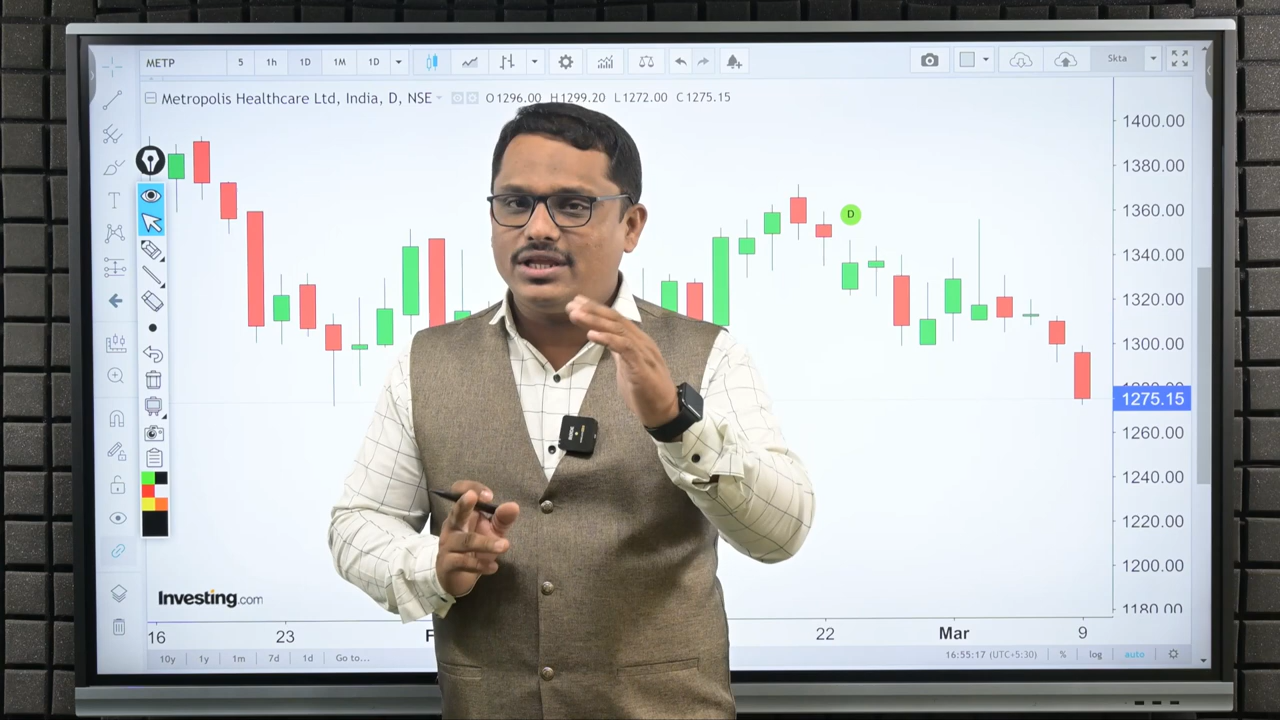 METP 5 1h 1D 1M 1D Skta
Metropolis Healthcare Ltd, India, D, NSE O1296.00 H1299.20 L1272.00 C1275.15
1400.00
1380.00
1360.00
D
1340.00
1320.00
1300.00
1275.15
1260.00
1240.00
1220.00
1200.00
1180.00
Investing.com
16 23 22 Mar 9
10y 1y 1m 7d 1d Go to... 16:55:17 (UTC+5:30) % log auto